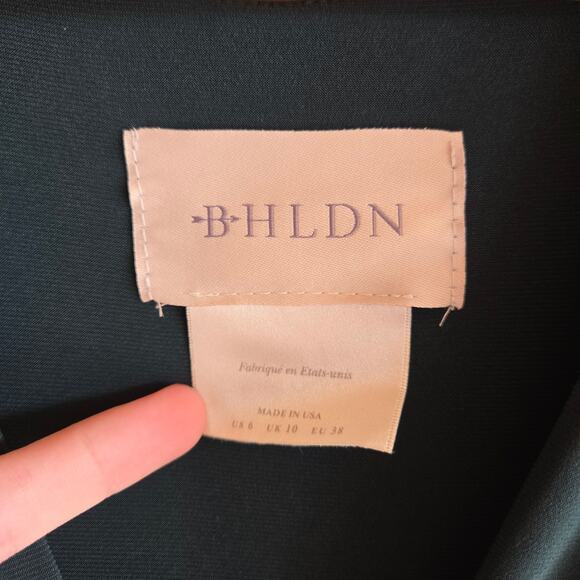 BHLDN
Fabriqué en Etats-unis
MADE IN USA
US 6 UK 10 EU 38